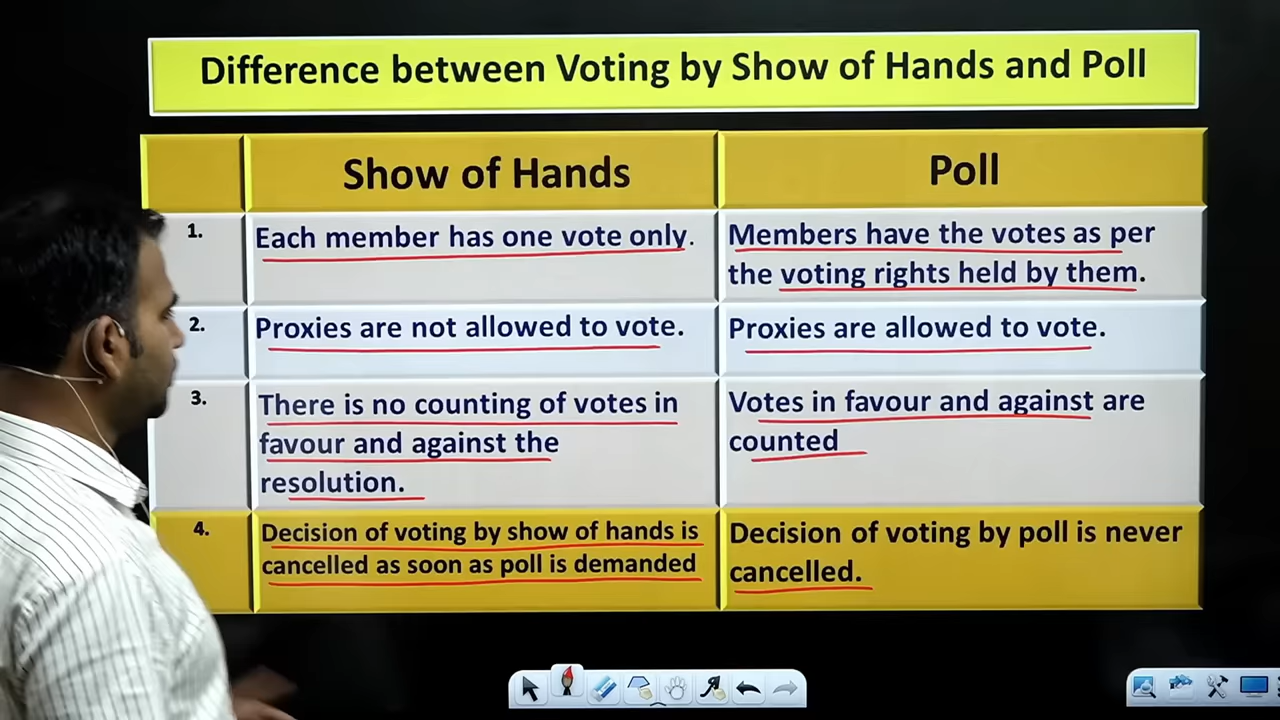 Difference between Voting by Show of Hands and Poll
Show of Hands
Poll
1.
Each member has one vote only.
Members have the votes as per
the voting rights held by them.
2.
Proxies are not allowed to vote.
Proxies are allowed to vote.
3.
There is no counting of votes in
favour and against the
resolution.
Votes in favour and against are
counted
4.
Decision of voting by show of hands is
cancelled as soon as poll is demanded
Decision of voting by poll is never
cancelled.